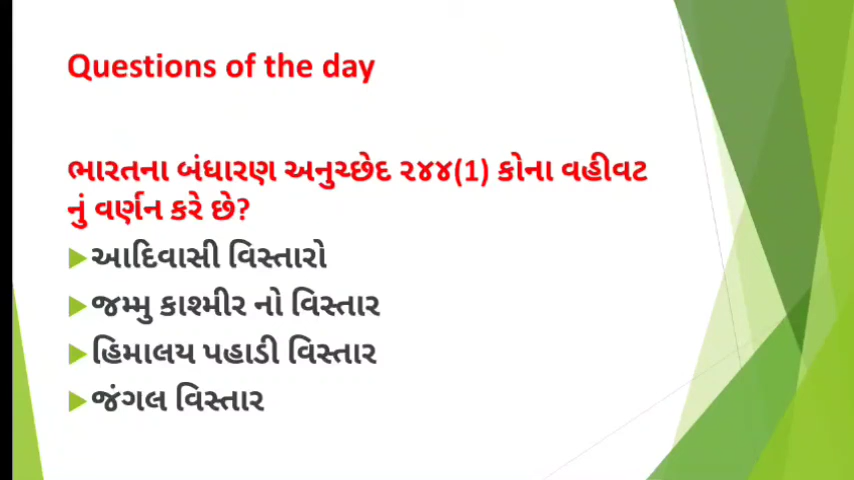 Questions of the day
ભારતના બંધારણ અનુચ્છેદ ૨૪૪(1) કોના વહીવટ
નું વર્ણન કરે છે?
આદિવાસી વિસ્તારો
જમ્મુ કાશ્મીર નો વિસ્તાર
હિમાલય પહાડી વિસ્તાર
જંગલ વિસ્તાર